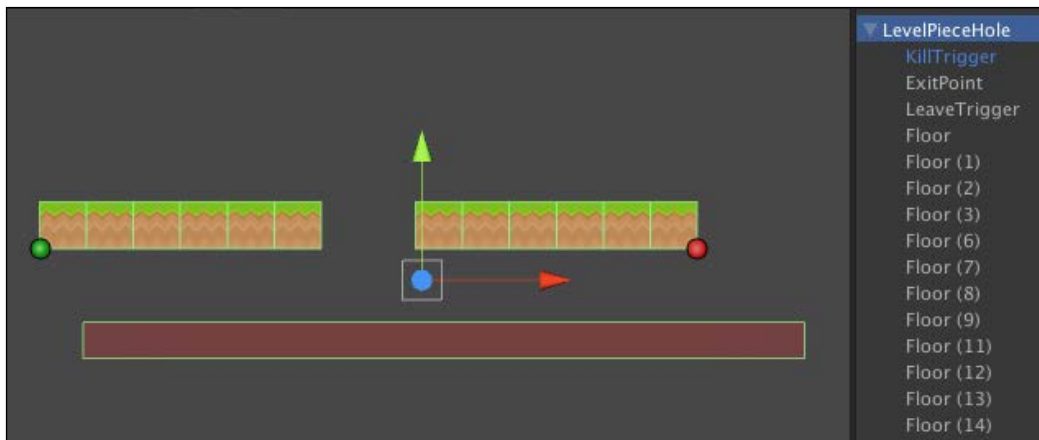 LevelPieceHole
KillTrigger
ExitPoint
LeaveTrigger
Floor
Floor (1)
Floor (2)
Floor (3)
Floor (6)
Floor (7)
Floor (8)
Floor (9)
Floor (11)
Floor (12)
Floor (13)
Floor (14)